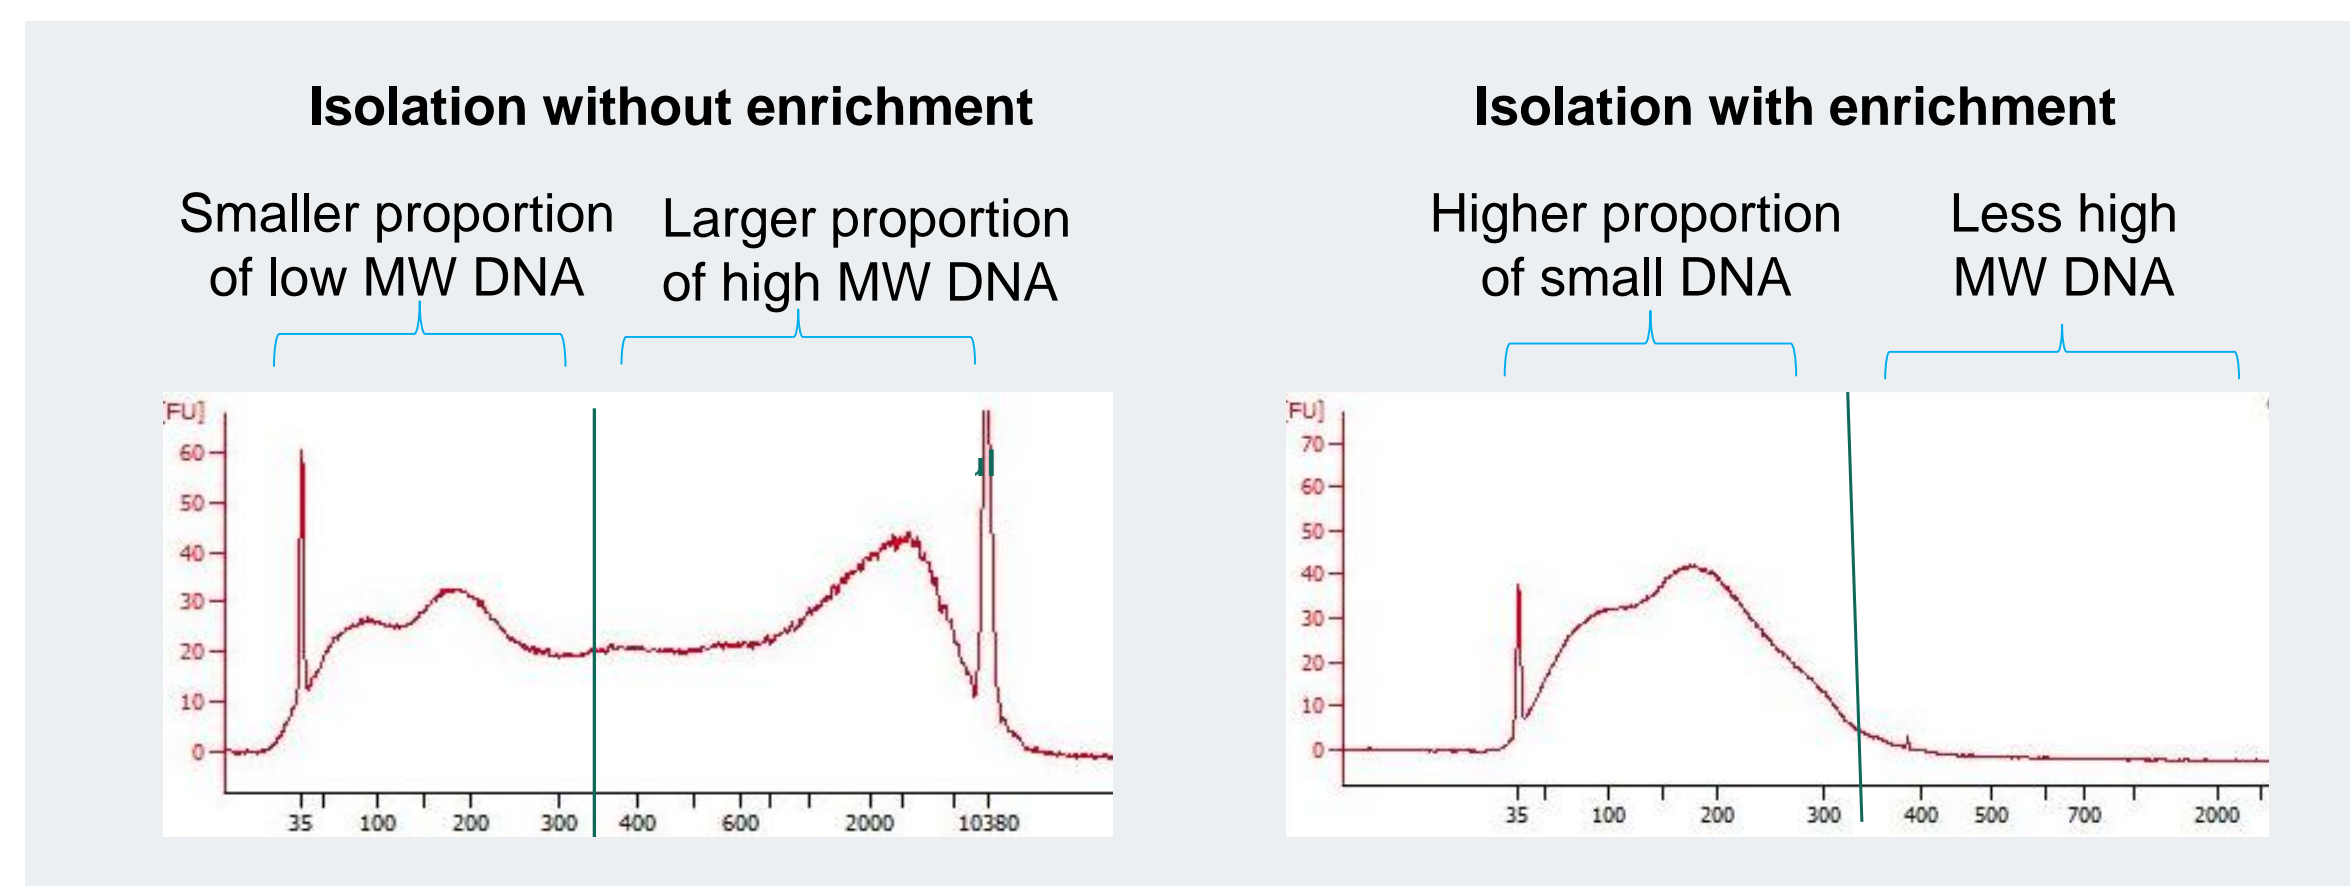 Isolation without enrichment
Smaller proportion
of low MW DNA
Larger proportion
of high MW DNA
[FU]
60
50
40
30
20
10
0
35 100 200 300 400 600 2000 10380
Isolation with enrichment
Higher proportion
of small DNA
Less high
MW DNA
[FU]
70
60
50
40
30
20
10
0
35 100 200 300 400 500 700 2000